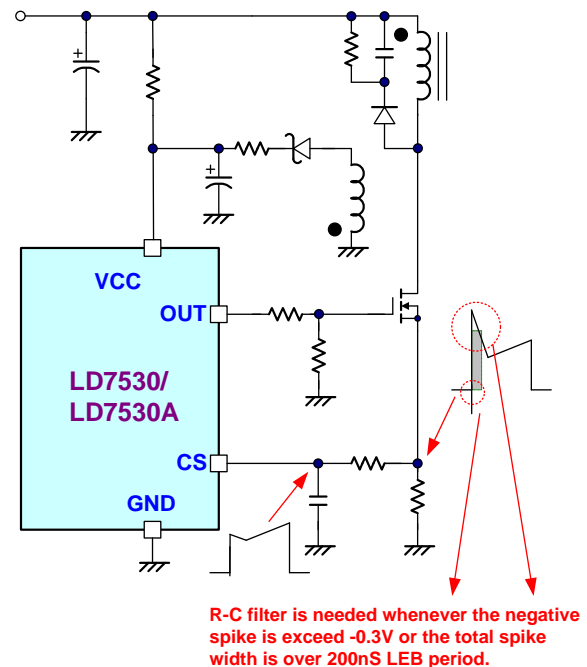 VCC
OUT
LD7530/
LD7530A
CS
GND
R-C filter is needed whenever the negative
spike is exceed -0.3V or the total spike
width is over 200nS LEB period.